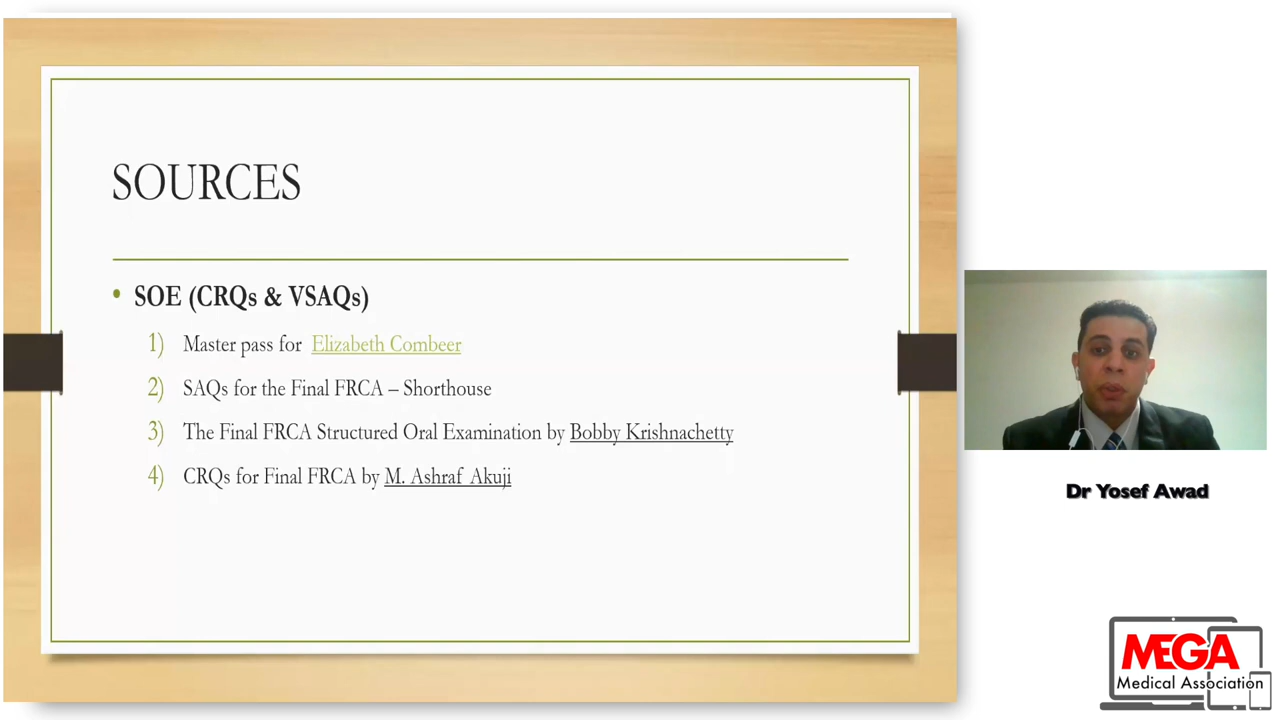 SOURCES
• SOE (CRQs & VSAQs)
1) Master pass for Elizabeth Combeer
2) SAQs for the Final FRCA – Shorthouse
3) The Final FRCA Structured Oral Examination by Bobby Krishnachetty
4) CRQs for Final FRCA by M. Ashraf Akuji
Dr Yosef Awad
MEGA
Medical Association